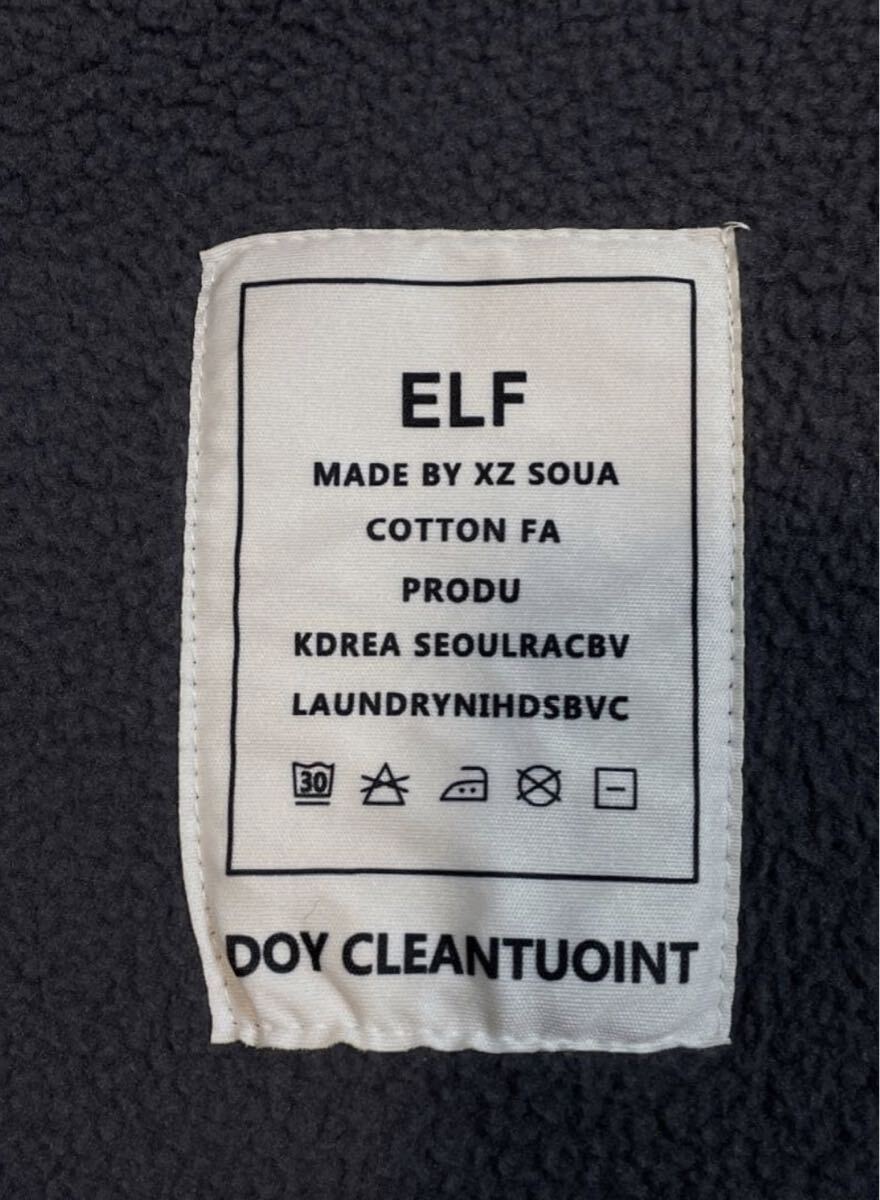 ELF
MADE BY XZ SOUA
COTTON FA
PRODU
KDREA SEOULRACBV
LAUNDRYNIHDSBVC
30
DOY CLEANTUOINT